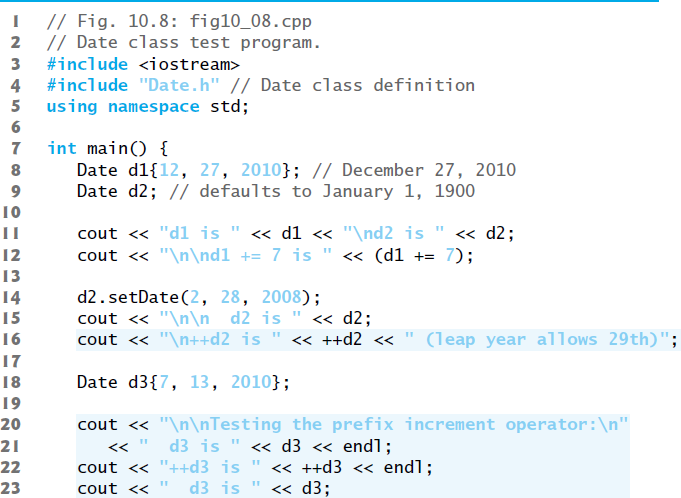 1 // Fig. 10.8: fig10_08.cpp
2 // Date class test program.
3 #include <iostream>
4 #include "Date.h" // Date class definition
5 using namespace std;
6
7 int main() {
8    Date d1{12, 27, 2010}; // December 27, 2010
9    Date d2; // defaults to January 1, 1900
10
11    cout << "d1 is " << d1 << "\nd2 is " << d2;
12    cout << "\n\nd1 += 7 is " << (d1 += 7);
13
14    d2.setDate(2, 28, 2008);
15    cout << "\n\n  d2 is " << d2;
16    cout << "\n++d2 is " << ++d2 << " (leap year allows 29th)";
17
18    Date d3{7, 13, 2010};
19
20    cout << "\n\nTesting the prefix increment operator:\n"
21       << "  d3 is " << d3 << endl;
22    cout << "++d3 is " << ++d3 << endl;
23    cout << "  d3 is " << d3;